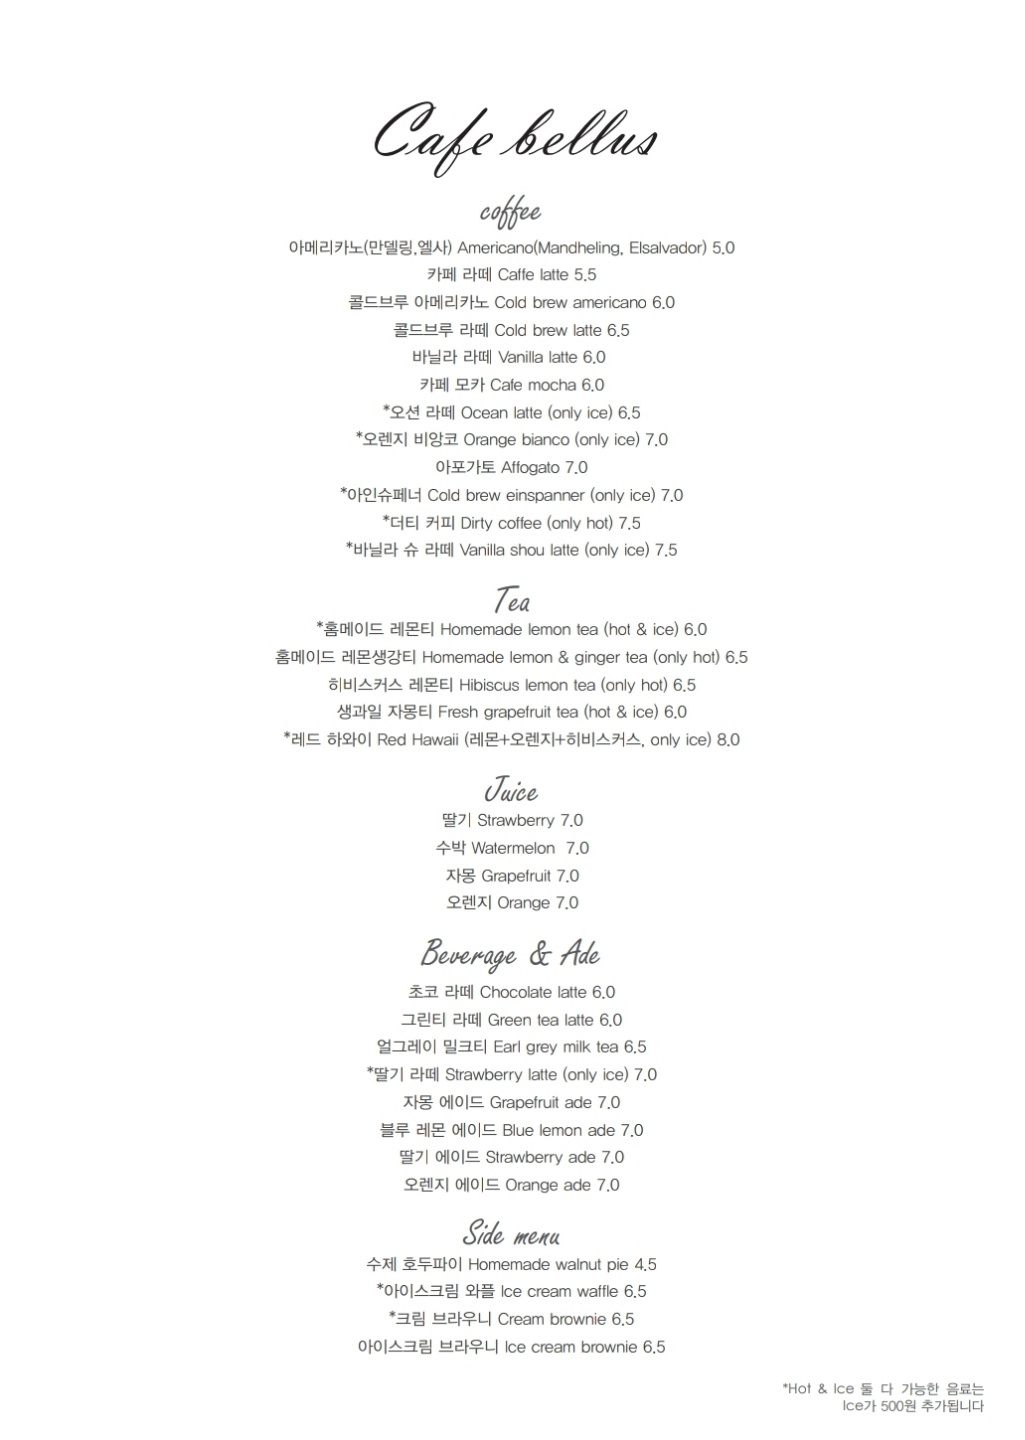 Cafe bellus
coffee
아메리카노(만델링,엘사) Americano(Mandheling, Elsalvador) 5.0
카페 라떼 Caffe latte 5.5
콜드브루 아메리카노 Cold brew americano 6.0
콜드브루 라떼 Cold brew latte 6.5
바닐라 라떼 Vanilla latte 6.0
카페 모카 Cafe mocha 6.0
*오션 라떼 Ocean latte (only ice) 6.5
*오렌지 비앙코 Orange bianco (only ice) 7.0
아포가토 Affogato 7.0
*아인슈페너 Cold brew einspanner (only ice) 7.0
*더티 커피 Dirty coffee (only hot) 7.5
*바닐라 슈 라떼 Vanilla shou latte (only ice) 7.5
Tea
*홈메이드 레몬티 Homemade lemon tea (hot & ice) 6.0
홈메이드 레몬생강티 Homemade lemon & ginger tea (only hot) 6.5
히비스커스 레몬티 Hibiscus lemon tea (only hot) 6.5
생과일 자몽티 Fresh grapefruit tea (hot & ice) 6.0
*레드 하와이 Red Hawaii (레몬+오렌지+히비스커스, only ice) 8.0
Juice
딸기 Strawberry 7.0
수박 Watermelon 7.0
자몽 Grapefruit 7.0
오렌지 Orange 7.0
Beverage & Ade
초코 라떼 Chocolate latte 6.0
그린티 라떼 Green tea latte 6.0
얼그레이 밀크티 Earl grey milk tea 6.5
*딸기 라떼 Strawberry latte (only ice) 7.0
자몽 에이드 Grapefruit ade 7.0
블루 레몬 에이드 Blue lemon ade 7.0
딸기 에이드 Strawberry ade 7.0
오렌지 에이드 Orange ade 7.0
Side menu
수제 호두파이 Homemade walnut pie 4.5
*아이스크림 와플 Ice cream waffle 6.5
*크림 브라우니 Cream brownie 6.5
아이스크림 브라우니 Ice cream brownie 6.5
*Hot & Ice 둘 다 가능한 음료는
Ice가 500원 추가됩니다